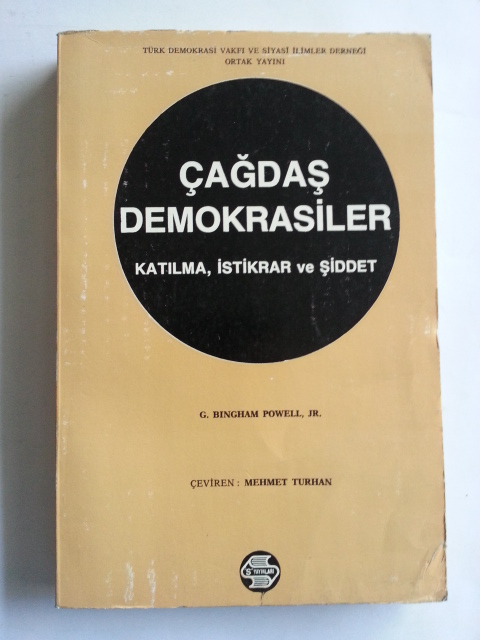 TÜRK DEMOKRASİ VAKFI VE SİYASİ İLİMLER DERNEĞİ
ORTAK YAYINI
ÇAĞDAŞ
DEMOKRASİLER
KATILMA, İSTİKRAR ve ŞİDDET
G. BINGHAM POWELL, JR.
ÇEVİREN : MEHMET TURHAN
S YAYINLARI